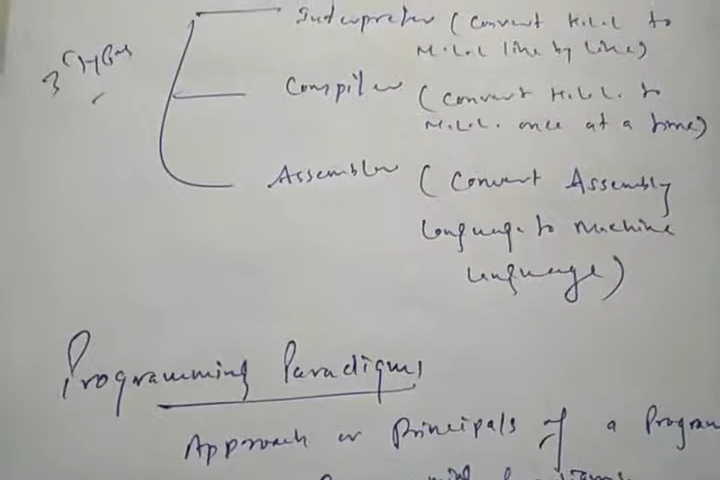 Interpreter ( Convert H.L.L to
M.L.L line by line)
3 types
Compiler (Convert H.L.L. to
M.L.L. once at a time)
Assembler ( Convert Assembly
language to machine
language)
Programming Paradigms
Approach or Principals of a Program